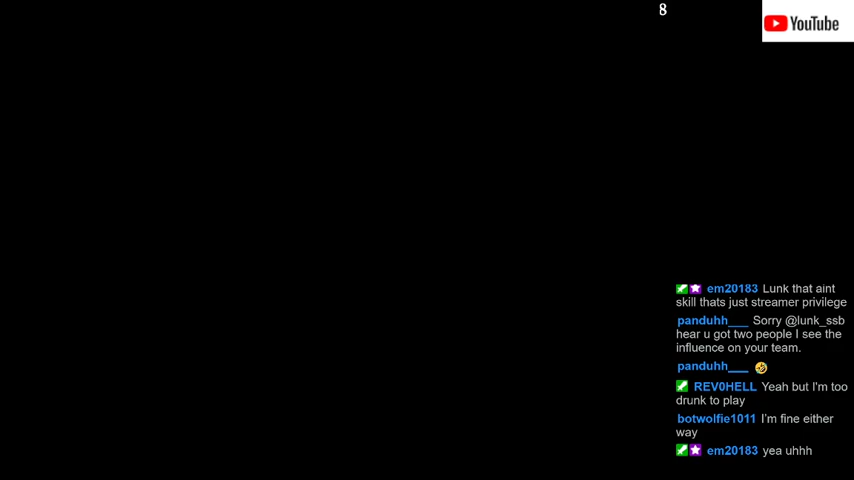 8
YouTube
em20183 Lunk that aint
skill thats just streamer privilege
panduhh___ Sorry @lunk_ssb
hear u got two people I see the
influence on your team.
panduhh___
REV0HELL Yeah but I'm too
drunk to play
botwolfie1011 I'm fine either
way
em20183 yea uhhh